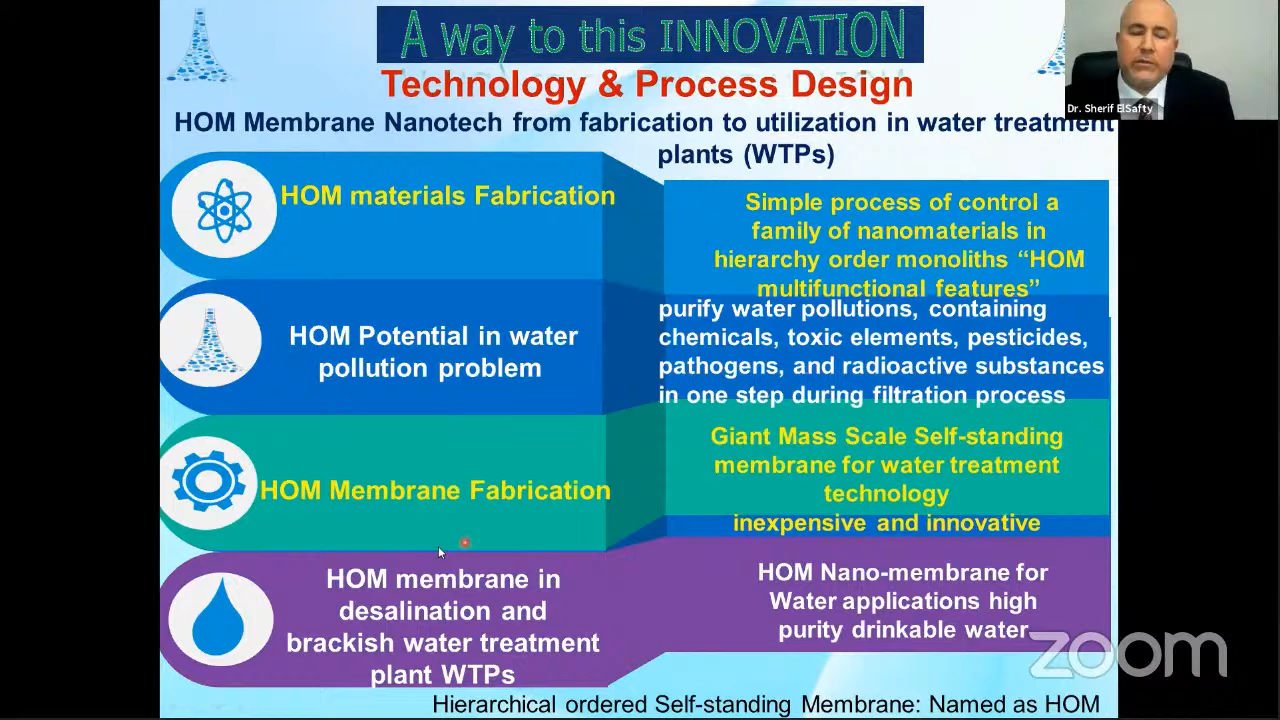 A way to this INNOVATION
Technology & Process Design
Dr. Sherif ElSafty
HOM Membrane Nanotech from fabrication to utilization in water treatment
plants (WTPs)
HOM materials Fabrication
Simple process of control a
family of nanomaterials in
hierarchy order monoliths “HOM
multifunctional features”
HOM Potential in water
pollution problem
purify water pollutions, containing
chemicals, toxic elements, pesticides,
pathogens, and radioactive substances
in one step during filtration process
HOM Membrane Fabrication
Giant Mass Scale Self-standing
membrane for water treatment
technology
inexpensive and innovative
HOM membrane in
desalination and
brackish water treatment
plant WTPs
HOM Nano-membrane for
Water applications high
purity drinkable water
zoom
Hierarchical ordered Self-standing Membrane: Named as HOM